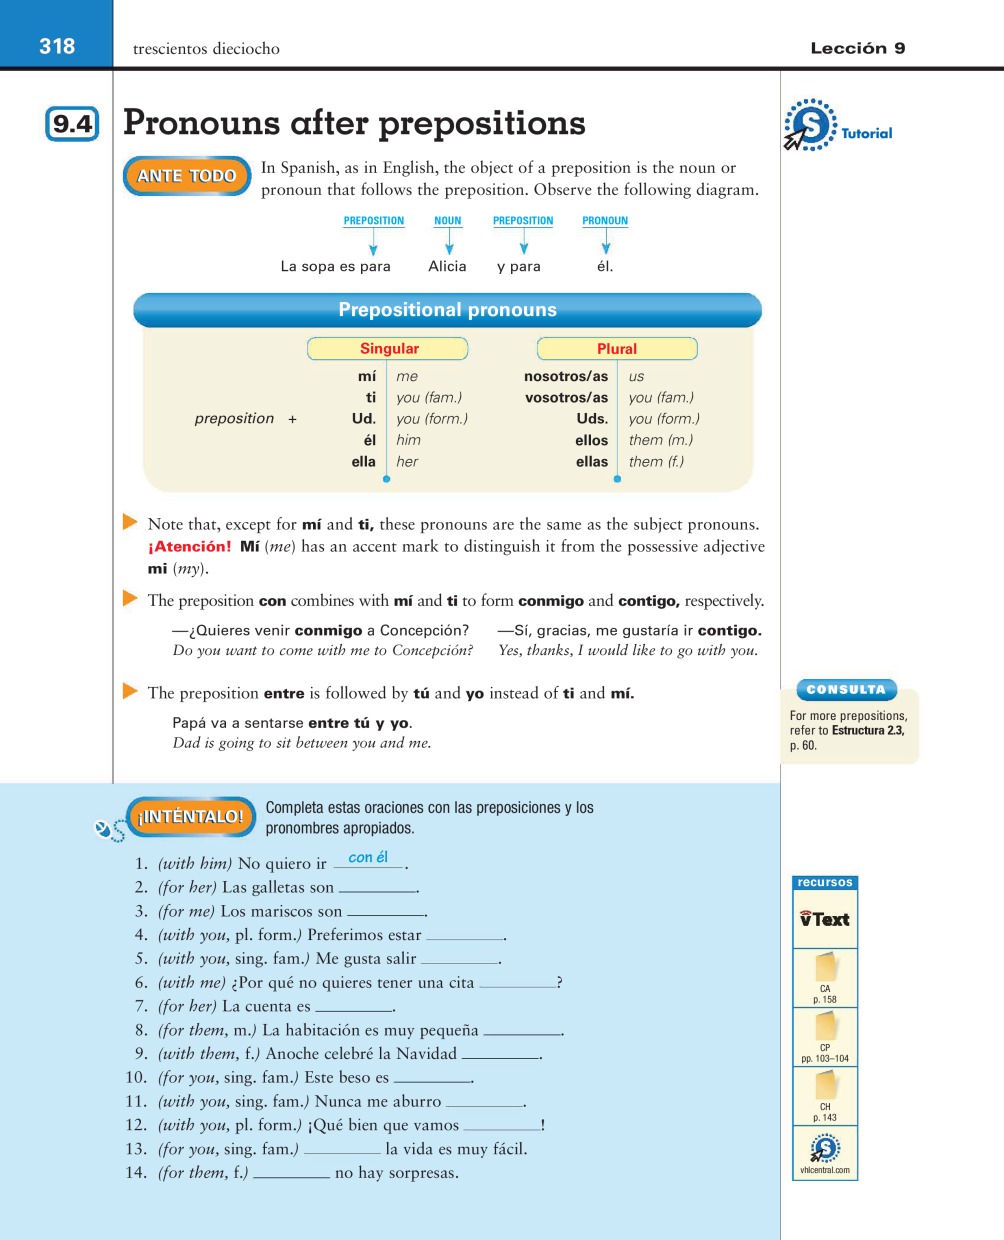 318
trescientos dieciocho
Lección 9
9.4
Pronouns after prepositions
S
Tutorial
ANTE TODO
In Spanish, as in English, the object of a preposition is the noun or
pronoun that follows the preposition. Observe the following diagram.
PREPOSITION NOUN PREPOSITION PRONOUN
La sopa es para Alicia y para él.
Prepositional pronouns
Singular Plural
mí me nosotros/as us
ti you (fam.) vosotros/as you (fam.)
preposition + Ud. you (form.) Uds. you (form.)
él him ellos them (m.)
ella her ellas them (f.)
Note that, except for mí and ti, these pronouns are the same as the subject pronouns.
¡Atención! Mí (me) has an accent mark to distinguish it from the possessive adjective
mi (my).
The preposition con combines with mí and ti to form conmigo and contigo, respectively.
—¿Quieres venir conmigo a Concepción? —Sí, gracias, me gustaría ir contigo.
Do you want to come with me to Concepción? Yes, thanks, I would like to go with you.
The preposition entre is followed by tú and yo instead of ti and mí.
Papá va a sentarse entre tú y yo.
Dad is going to sit between you and me.
CONSULTA
For more prepositions,
refer to Estructura 2.3,
p. 60.
¡INTÉNTALO!
Completa estas oraciones con las preposiciones y los
pronombres apropiados.
1. (with him) No quiero ir con él.
2. (for her) Las galletas son ________.
3. (for me) Los mariscos son ________.
4. (with you, pl. form.) Preferimos estar ________.
5. (with you, sing. fam.) Me gusta salir ________.
6. (with me) ¿Por qué no quieres tener una cita ________?
7. (for her) La cuenta es ________.
8. (for them, m.) La habitación es muy pequeña ________.
9. (with them, f.) Anoche celebré la Navidad ________.
10. (for you, sing. fam.) Este beso es ________.
11. (with you, sing. fam.) Nunca me aburro ________.
12. (with you, pl. form.) ¡Qué bien que vamos ________!
13. (for you, sing. fam.) ________ la vida es muy fácil.
14. (for them, f.) ________ no hay sorpresas.
recursos
vText
CA
p. 158
CP
pp. 103–104
CH
p. 143
S
vhlcentral.com